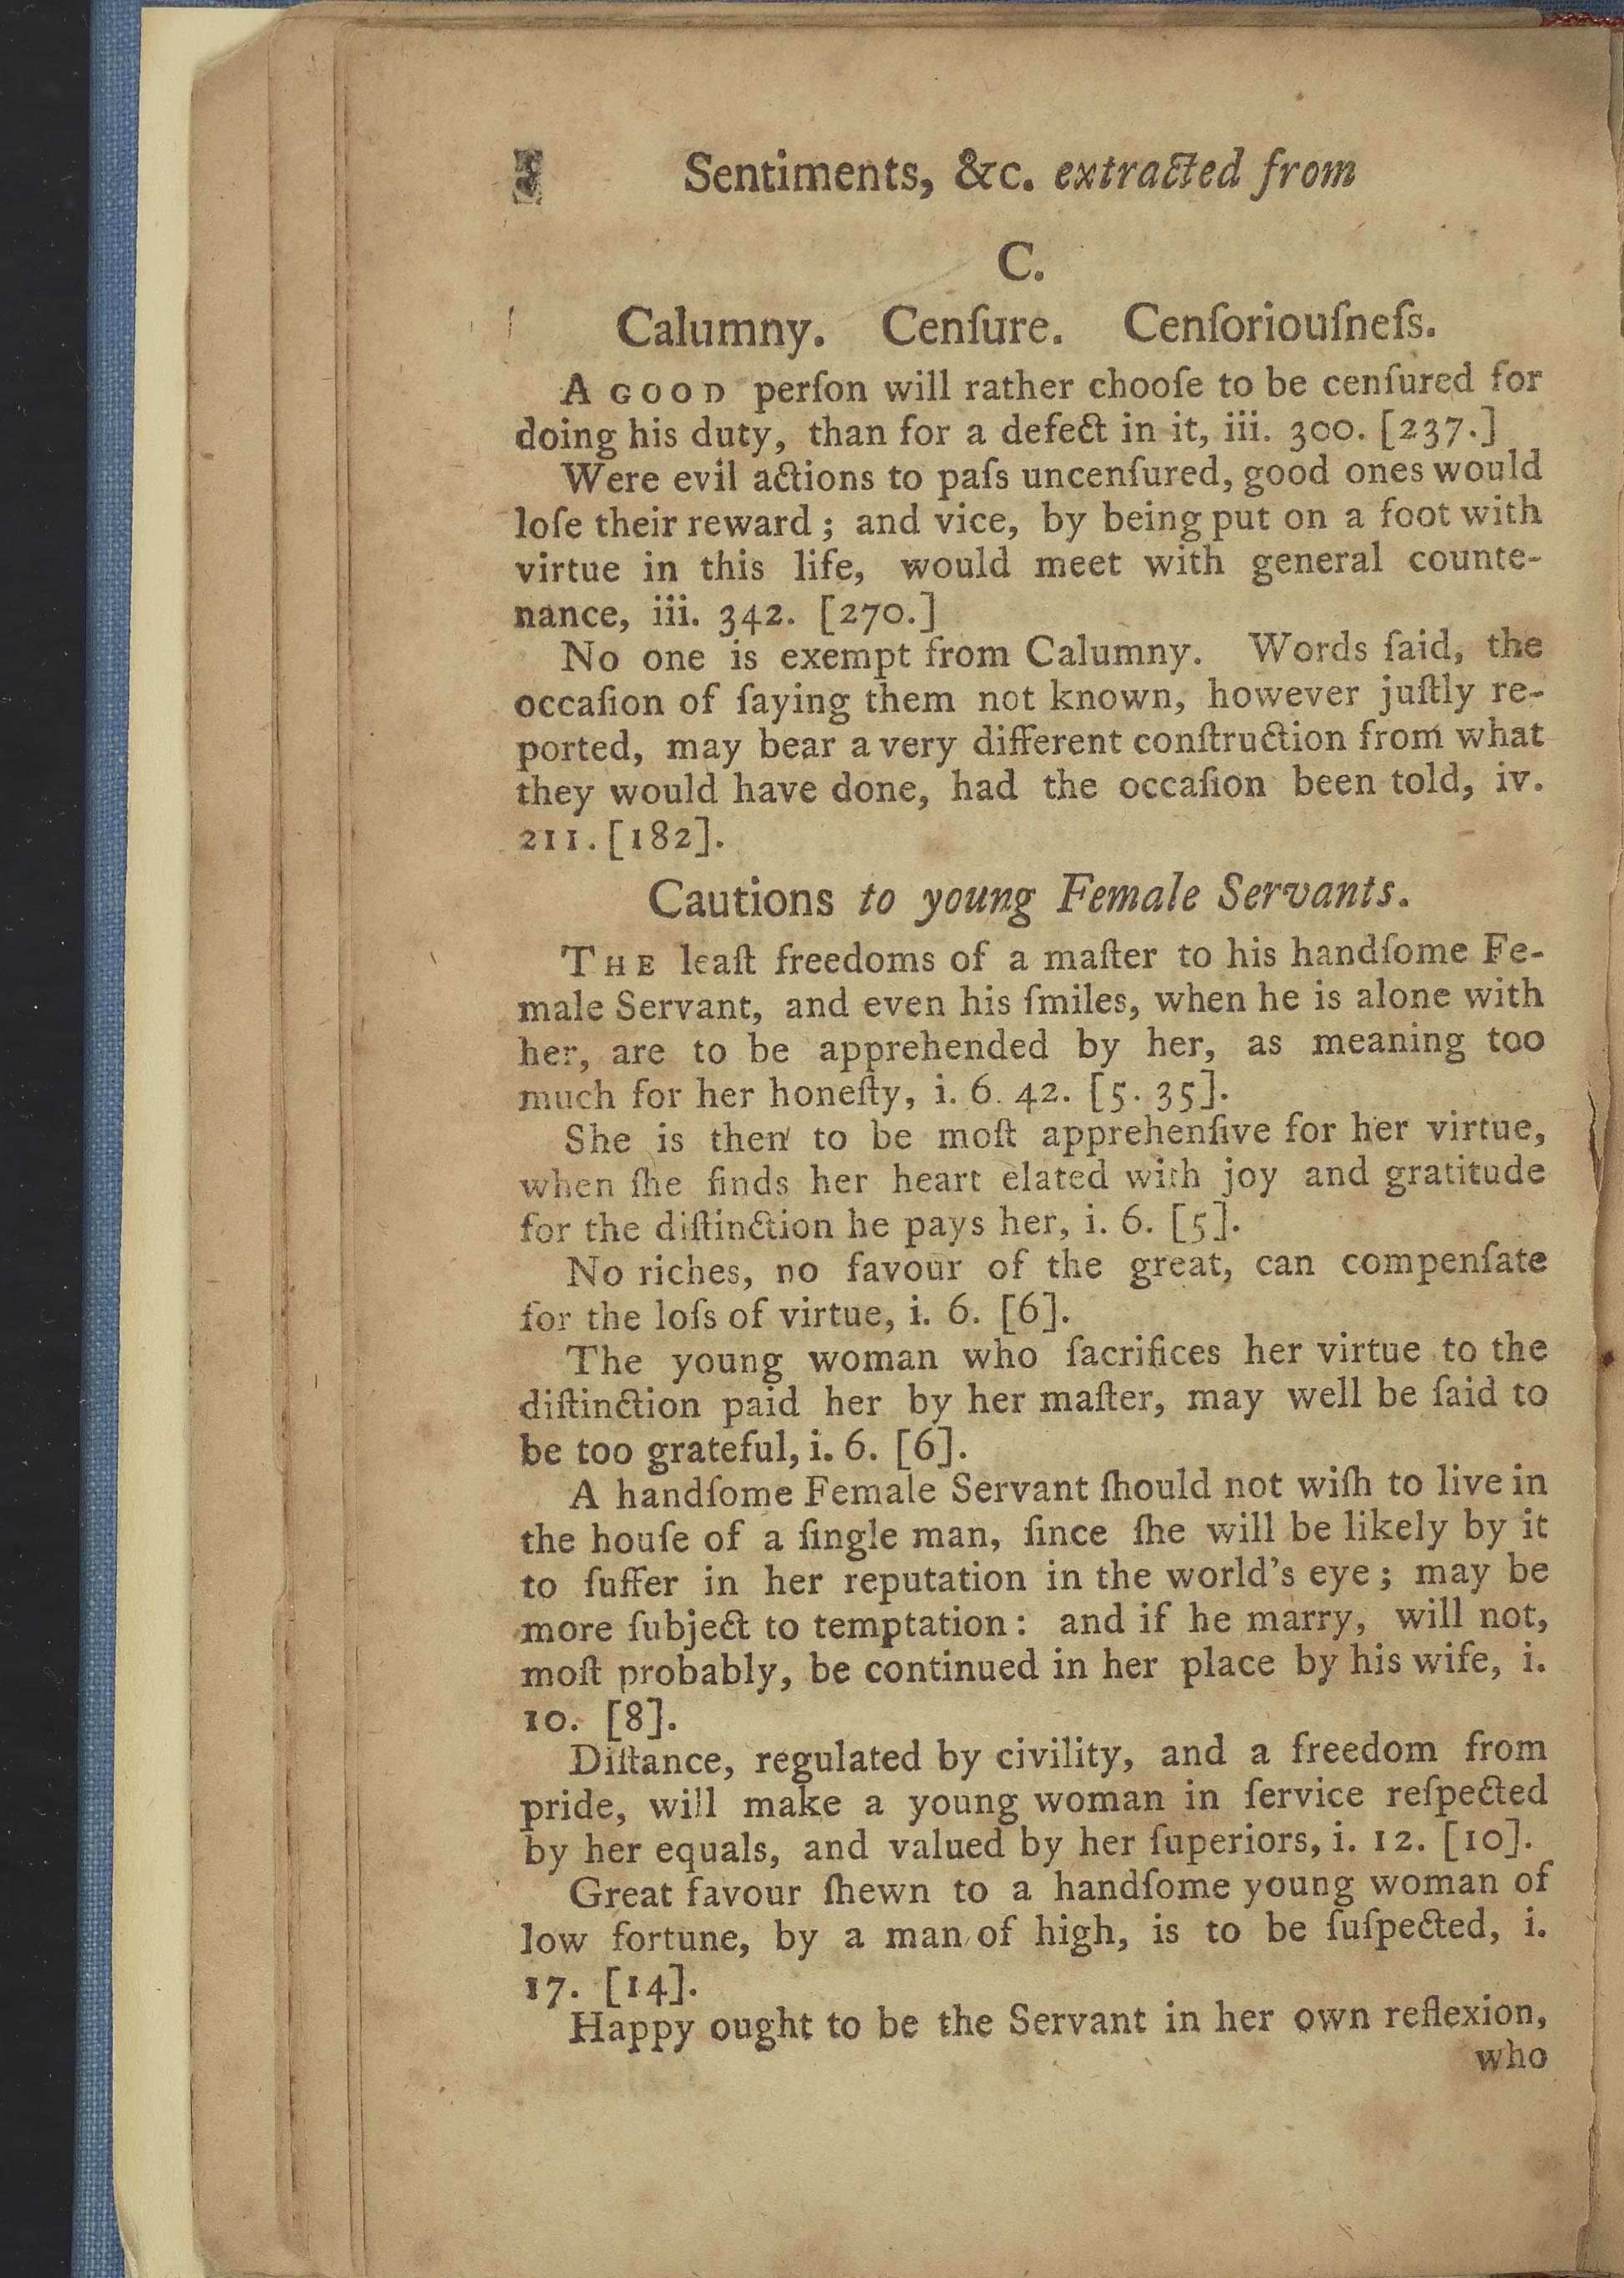 Sentiments, &c. extracted from
C.
Calumny. Cenſure. Cenſoriouſneſs.
A GOOD perſon will rather chooſe to be cenſured for
doing his duty, than for a defect in it, iii. 300. [237.]
Were evil actions to paſs uncenſured, good ones would
loſe their reward; and vice, by being put on a foot with
virtue in this life, would meet with general counte-
nance, iii. 342. [270.]
No one is exempt from Calumny. Words ſaid, the
occaſion of ſaying them not known, however juſtly re-
ported, may bear a very different conſtruction from what
they would have done, had the occaſion been told, iv.
211. [182].
Cautions to young Female Servants.
THE leaſt freedoms of a maſter to his handſome Fe-
male Servant, and even his ſmiles, when he is alone with
her, are to be apprehended by her, as meaning too
much for her honeſty, i. 6. 42. [5. 35].
She is then to be moſt apprehenſive for her virtue,
when ſhe finds her heart elated with joy and gratitude
for the diſtinction he pays her, i. 6. [5].
No riches, no favour of the great, can compenſate
for the loſs of virtue, i. 6. [6].
The young woman who ſacrifices her virtue to the
diſtinction paid her by her maſter, may well be ſaid to
be too grateful, i. 6. [6].
A handſome Female Servant ſhould not wiſh to live in
the houſe of a ſingle man, ſince ſhe will be likely by it
to ſuffer in her reputation in the world's eye; may be
more ſubject to temptation: and if he marry, will not,
moſt probably, be continued in her place by his wife, i.
10. [8].
Diſtance, regulated by civility, and a freedom from
pride, will make a young woman in ſervice reſpected
by her equals, and valued by her ſuperiors, i. 12. [10].
Great favour ſhewn to a handſome young woman of
low fortune, by a man of high, is to be ſuſpected, i.
17. [14].
Happy ought to be the Servant in her own reflexion,
who